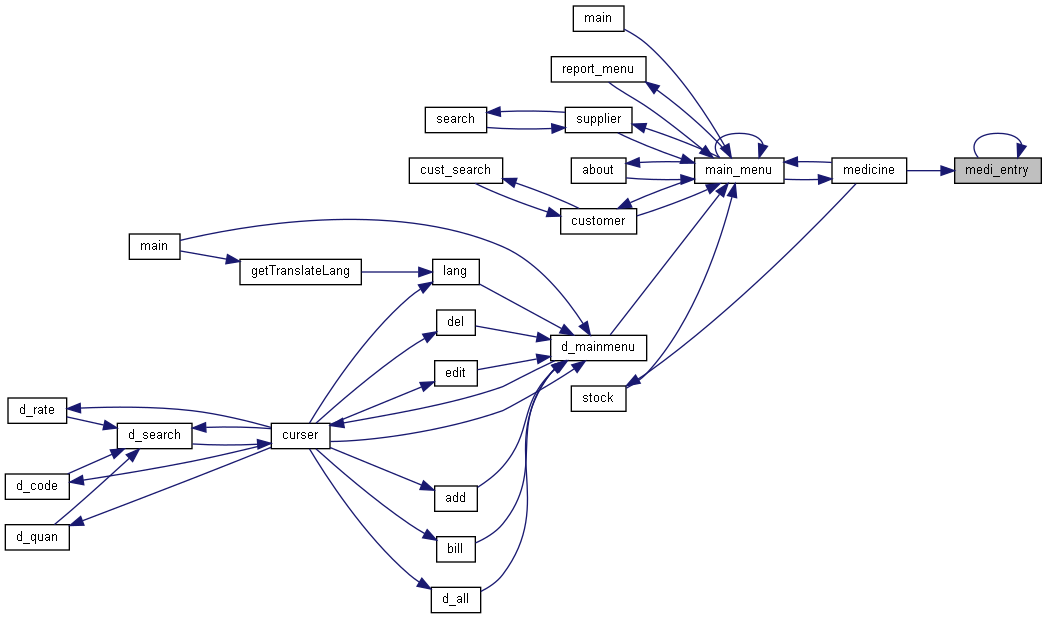 main
report_menu
search
supplier
cust_search
about
main_menu
medicine
medi_entry
customer
main
getTranslateLang
lang
del
d_mainmenu
edit
stock
d_rate
d_search
curser
d_code
add
d_quan
bill
d_all